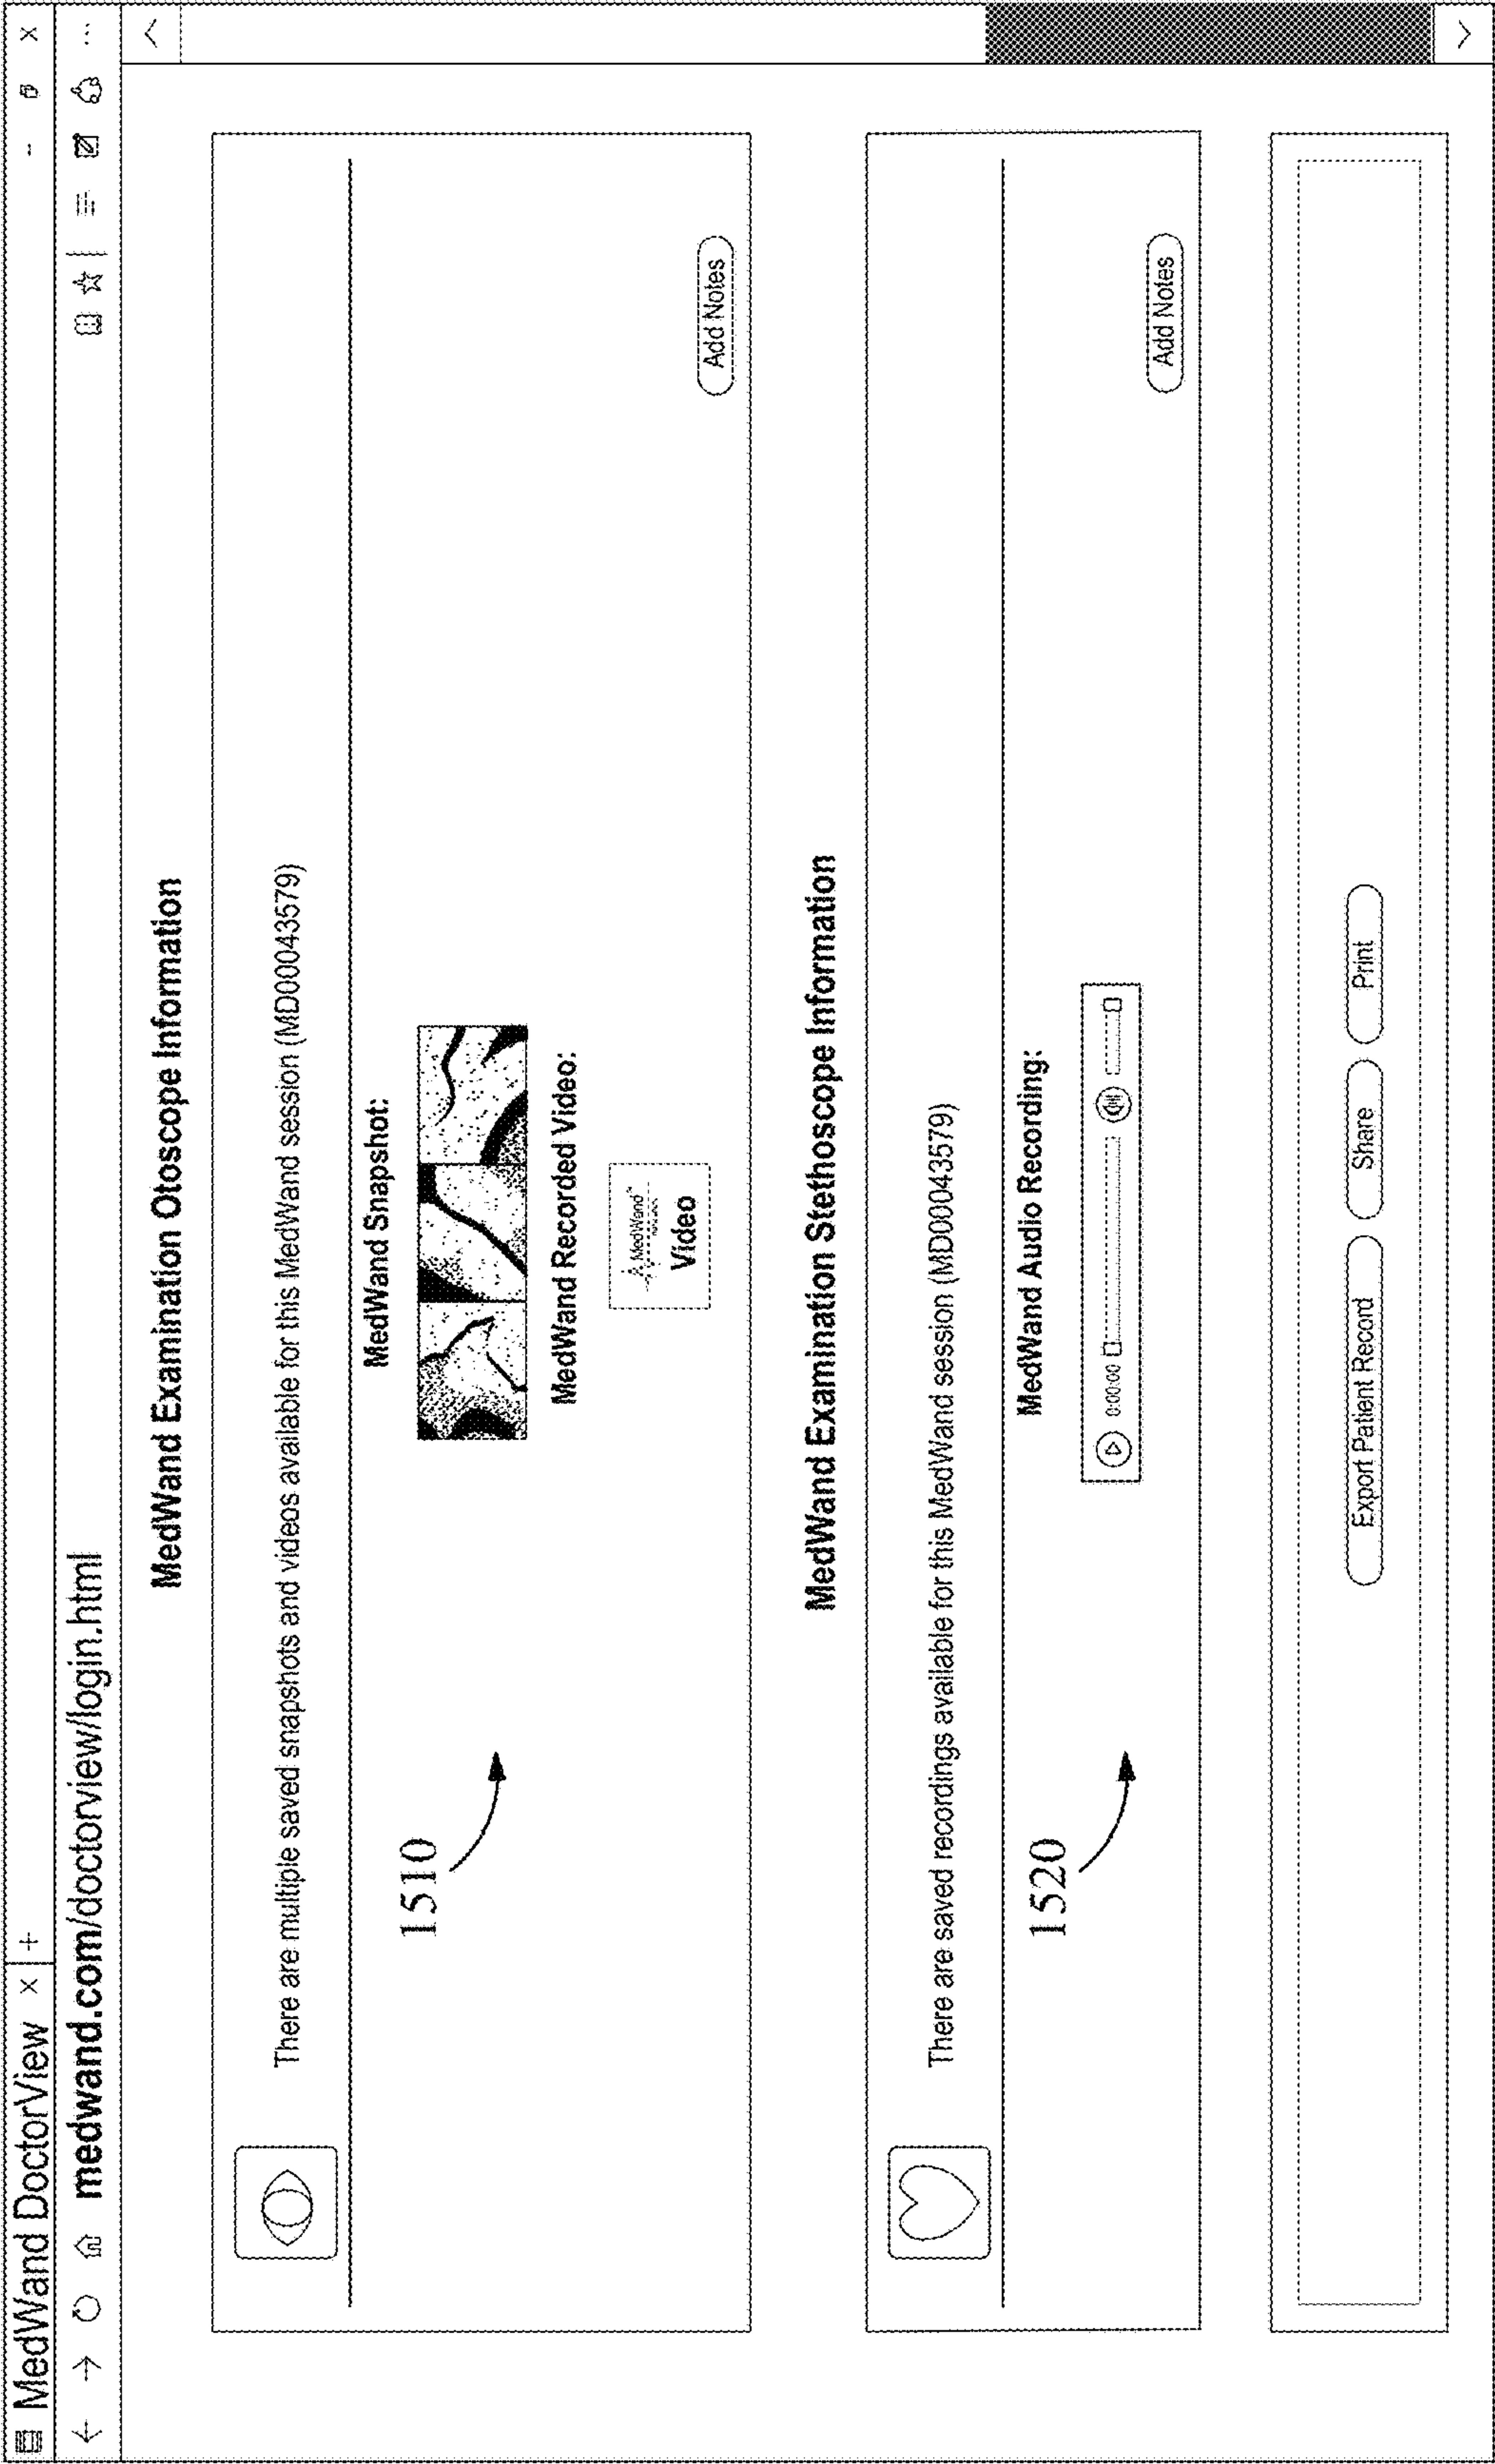 MedWand DoctorView × +
medwand.com/doctorview/login.html
MedWand Examination Otoscope Information
There are multiple saved snapshots and videos available for this MedWand session (MD00043579)
MedWand Snapshot:
1510
MedWand Recorded Video:
MedWand™
Video
Add Notes
MedWand Examination Stethoscope Information
There are saved recordings available for this MedWand session (MD00043579)
MedWand Audio Recording:
1520
0:00:00
Add Notes
Export Patient Record Share Print